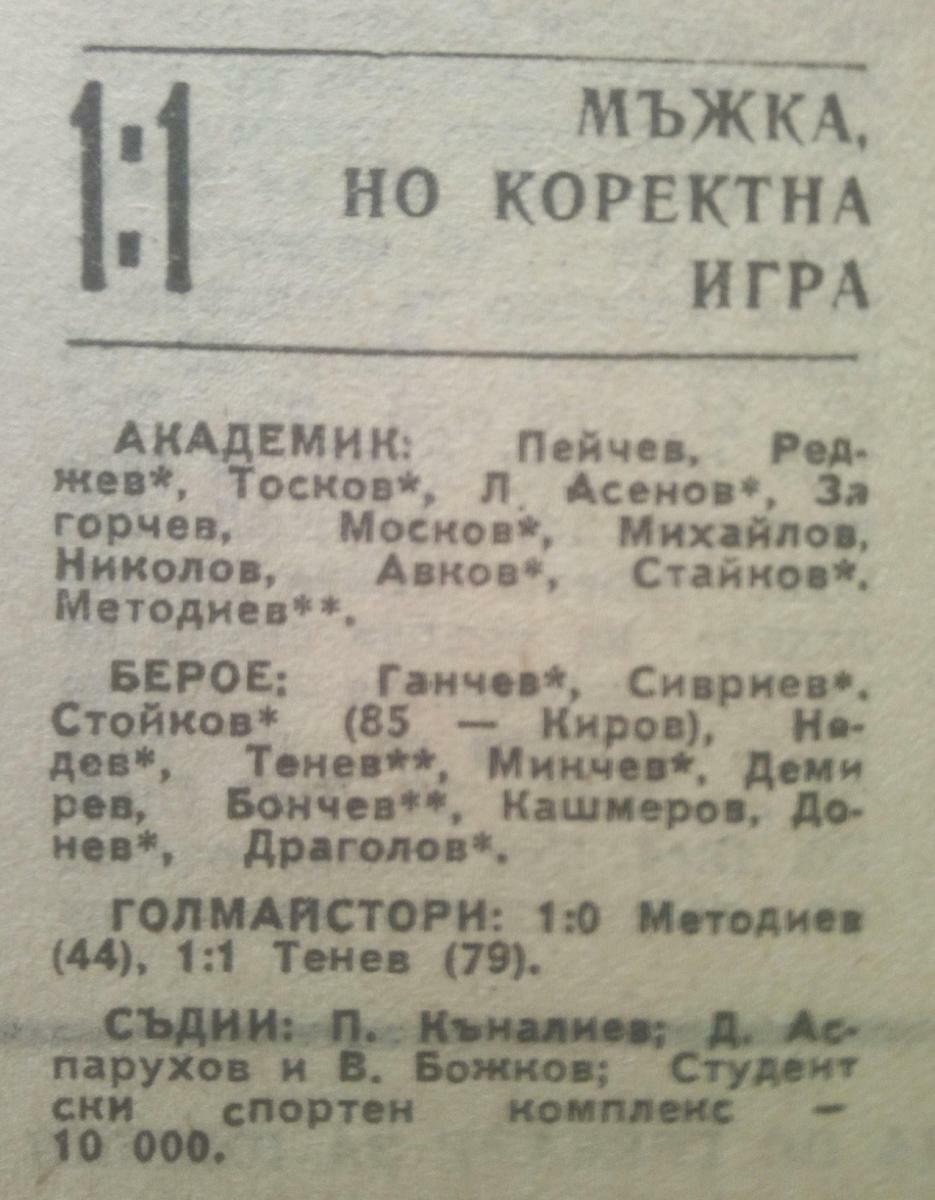 1:1
МЪЖКА,
НО КОРЕКТНА
ИГРА
АКАДЕМИК: Пейчев, Ред-
жев*, Тосков*, Л. Асенов*, За
горчев, Москов*, Михайлов,
Николов, Авков*, Стайков*.
Методиев**.
БЕРОЕ: Ганчев*, Сивриев*.
Стойков* (85 — Киров), Не-
дев*, Тенев**, Минчев*, Деми
рев, Бончев**, Кашмеров, До-
нев*, Драголов*.
ГОЛМАЙСТОРИ: 1:0 Методиев
(44), 1:1 Тенев (79).
СЪДИИ: П. Къналиев; Д. Ас-
парухов и В. Божков; Студент
ски спортен комплекс —
10 000.